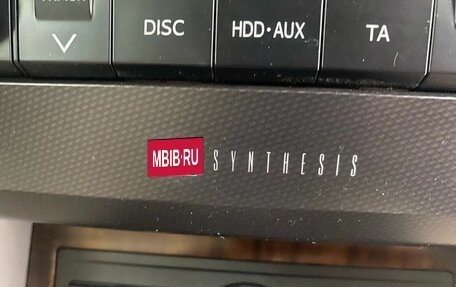 DISC HDD·AUX TA
MBIB·RU SYNTHESIS